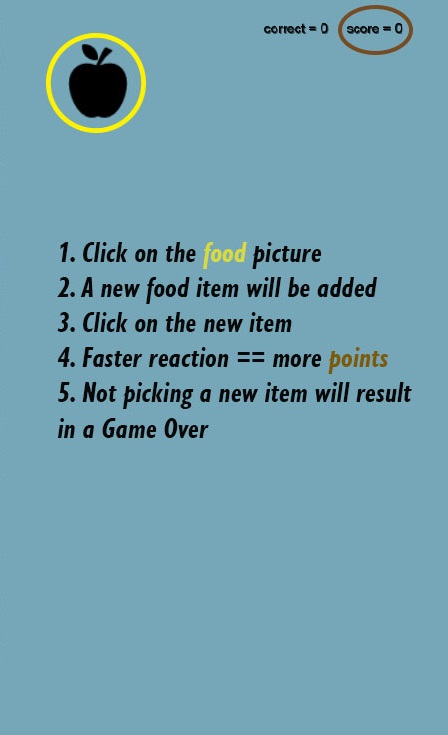 correct = 0 score = 0
1. Click on the food picture
2. A new food item will be added
3. Click on the new item
4. Faster reaction == more points
5. Not picking a new item will result
in a Game Over